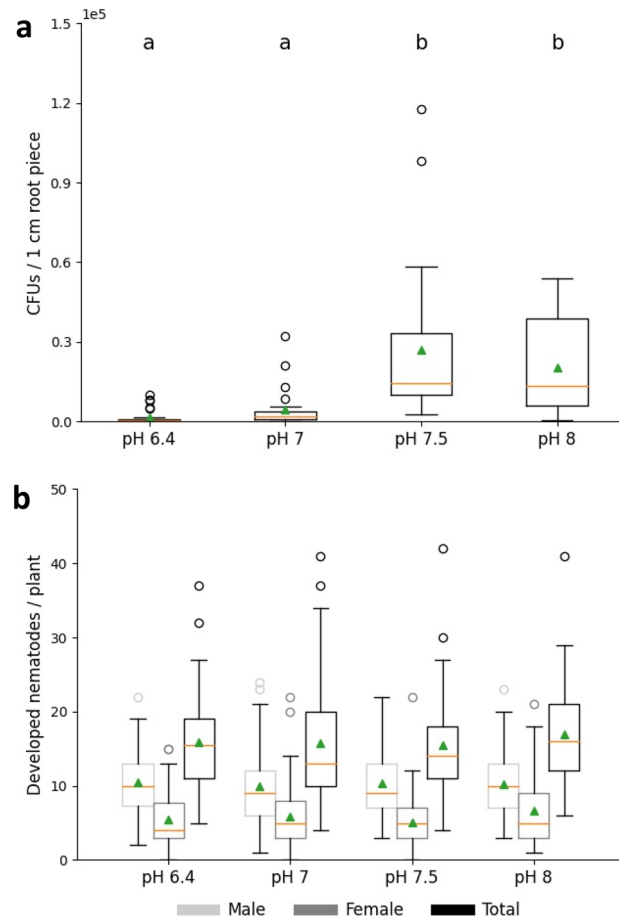 a
1e5
1.5
a a b b
1.2
0.9
0.6
0.3
0.0
CFUs / 1 cm root piece
pH 6.4 pH 7 pH 7.5 pH 8
b
50
40
30
20
10
0
Developed nematodes / plant
pH 6.4 pH 7 pH 7.5 pH 8
Male Female Total